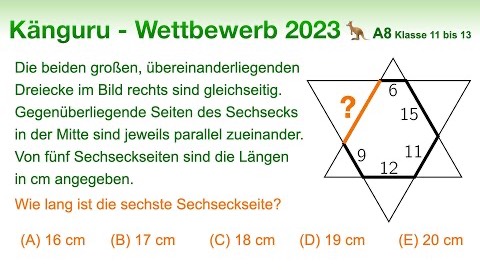 Känguru - Wettbewerb 2023 A8 Klasse 11 bis 13
Die beiden großen, übereinanderliegenden
Dreiecke im Bild rechts sind gleichseitig.
Gegenüberliegende Seiten des Sechsecks
in der Mitte sind jeweils parallel zueinander.
Von fünf Sechseckseiten sind die Längen
in cm angegeben.
Wie lang ist die sechste Sechseckseite?
6
?
15
9
11
12
(A) 16 cm (B) 17 cm (C) 18 cm (D) 19 cm (E) 20 cm